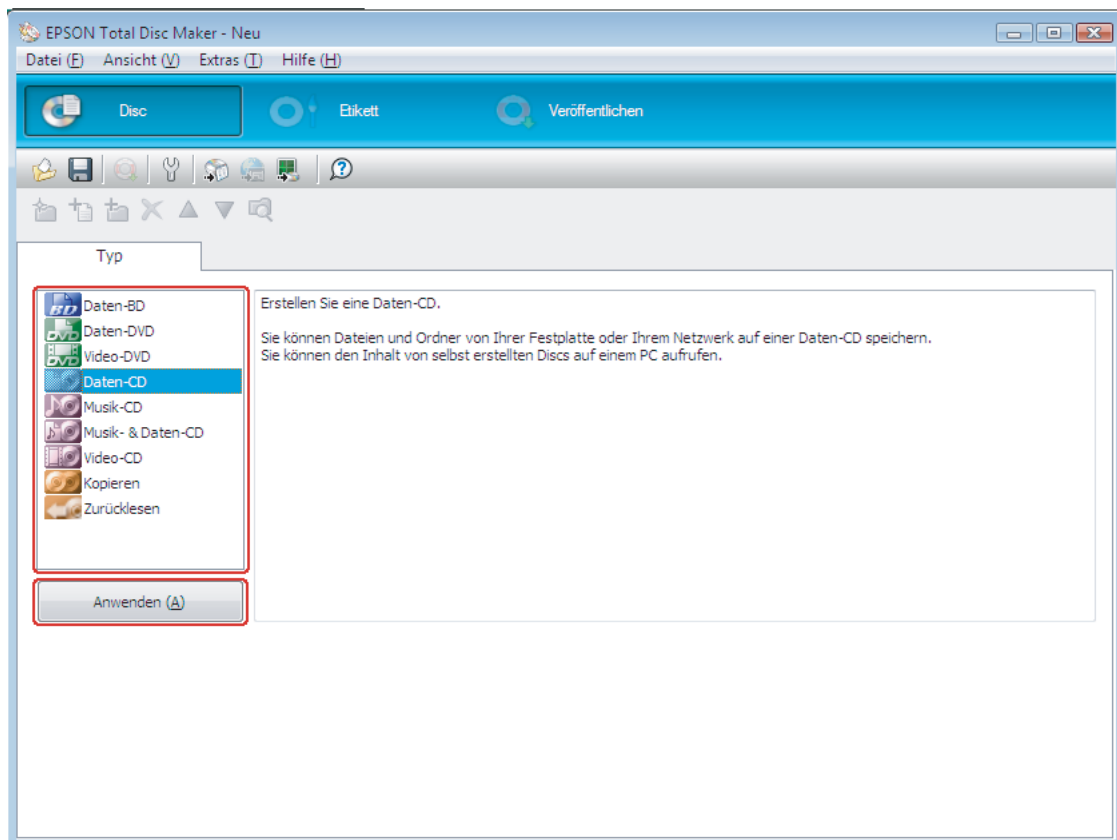 EPSON Total Disc Maker - Neu
Datei (F) Ansicht (V) Extras (T) Hilfe (H)
Disc Etikett Veröffentlichen
Typ
BD Daten-BD
DVD Daten-DVD
DVD Video-DVD
Daten-CD
Musik-CD
Musik- & Daten-CD
Video-CD
Kopieren
Zurücklesen
Anwenden (A)
Erstellen Sie eine Daten-CD.
Sie können Dateien und Ordner von Ihrer Festplatte oder Ihrem Netzwerk auf einer Daten-CD speichern.
Sie können den Inhalt von selbst erstellten Discs auf einem PC aufrufen.